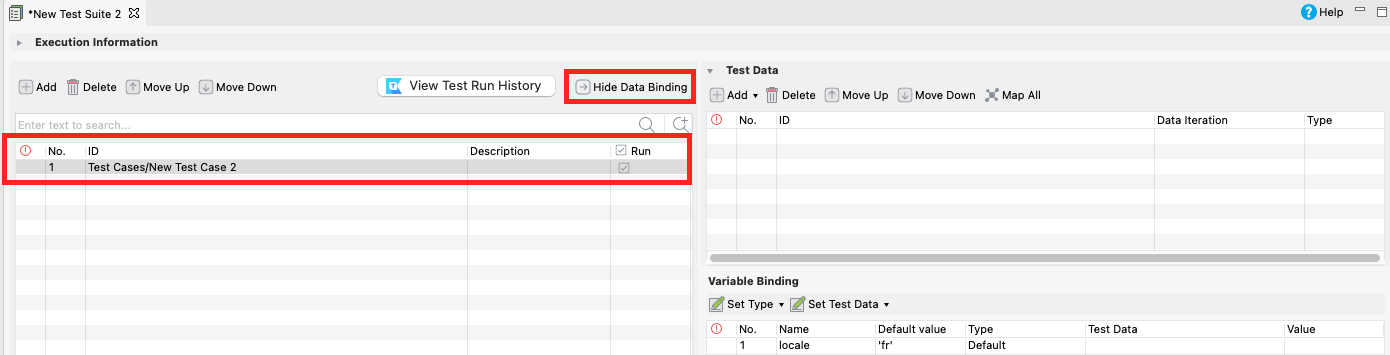 *New Test Suite 2
Help
Execution Information
Add Delete Move Up Move Down View Test Run History Hide Data Binding
Enter text to search...
No. ID Description Run
1 Test Cases/New Test Case 2
Test Data
Add Delete Move Up Move Down Map All
No. ID Data Iteration Type
Variable Binding
Set Type Set Test Data
No. Name Default value Type Test Data Value
1 locale 'fr' Default